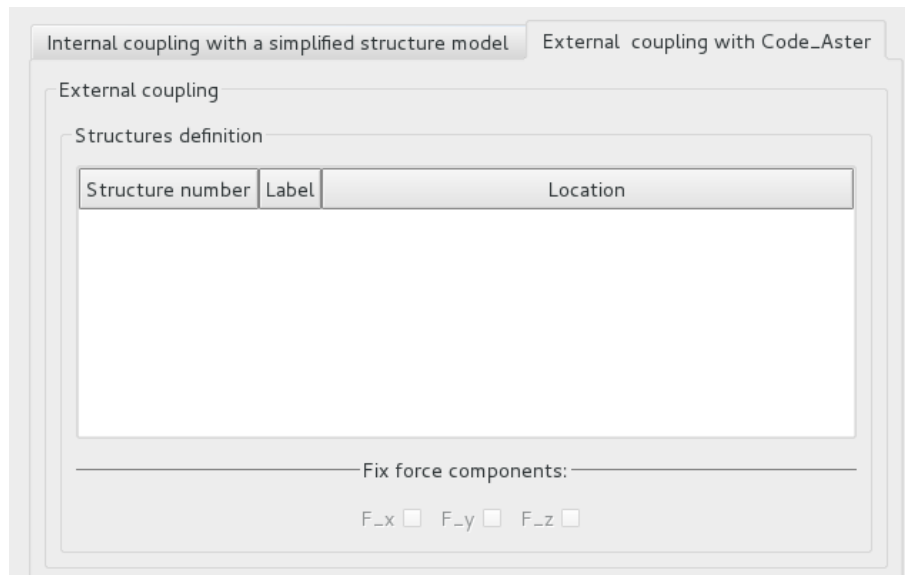 Internal coupling with a simplified structure model External  coupling with Code_Aster
External coupling
Structures definition
Structure number Label Location
Fix force components:
F_x F_y F_z